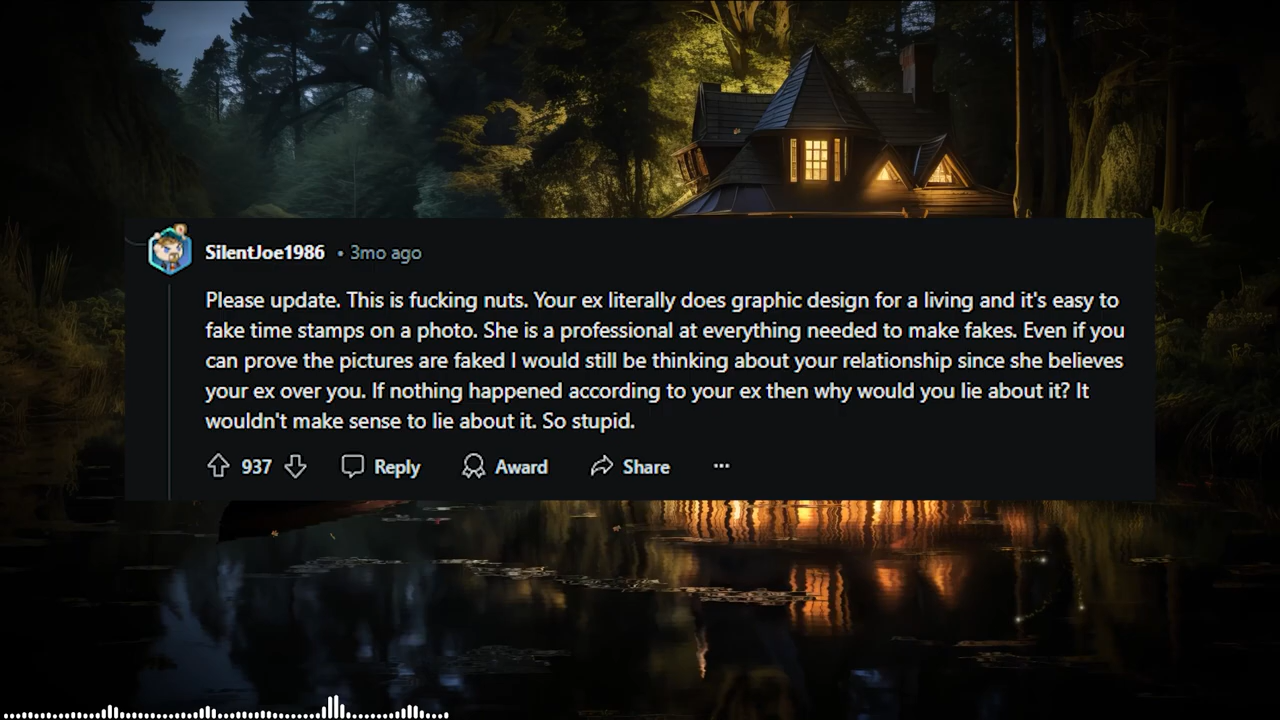 SilentJoe1986 • 3mo ago
Please update. This is fucking nuts. Your ex literally does graphic design for a living and it's easy to
fake time stamps on a photo. She is a professional at everything needed to make fakes. Even if you
can prove the pictures are faked I would still be thinking about your relationship since she believes
your ex over you. If nothing happened according to your ex then why would you lie about it? It
wouldn't make sense to lie about it. So stupid.
937 Reply Award Share ...